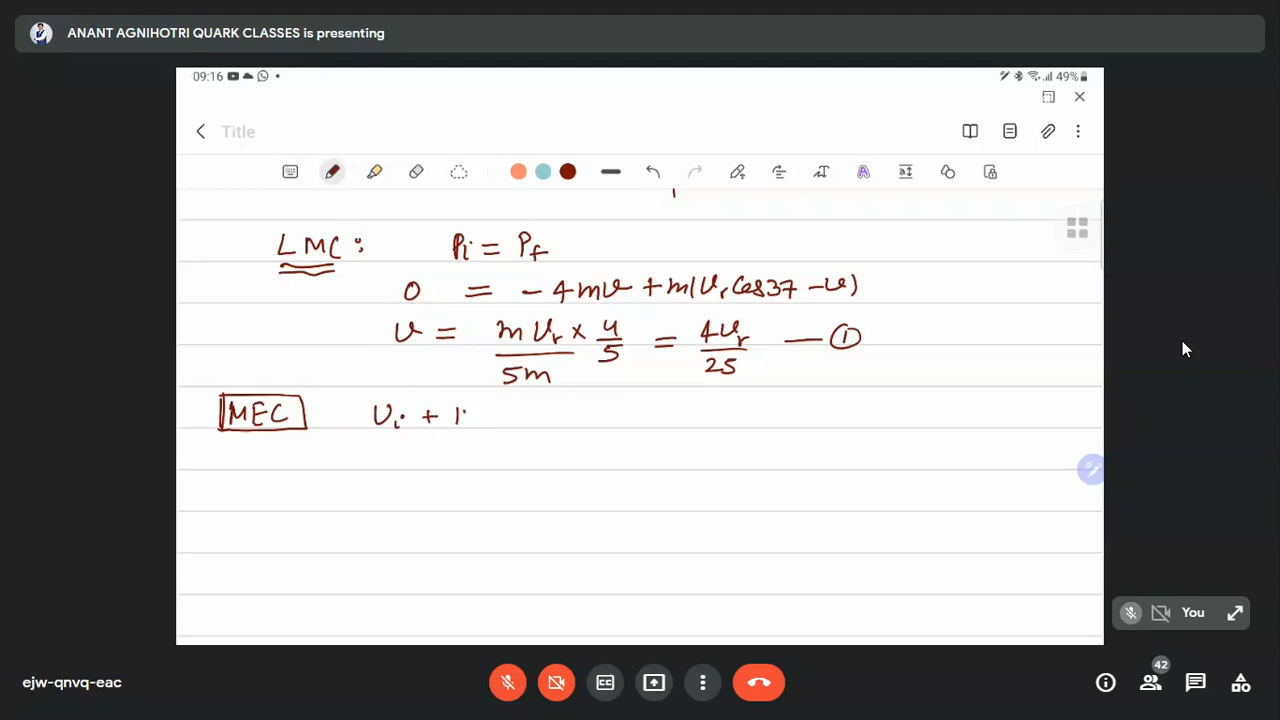 ANANT AGNIHOTRI QUARK CLASSES is presenting
09:16
49%
Title
LMC: Pi = Pf
0 = -4mv + m(vr cos37 - v)
v = mvr/5m × 4/5 = 4vr/25 — ①
MEC Ui +
You
ejw-qnvq-eac
CC
42